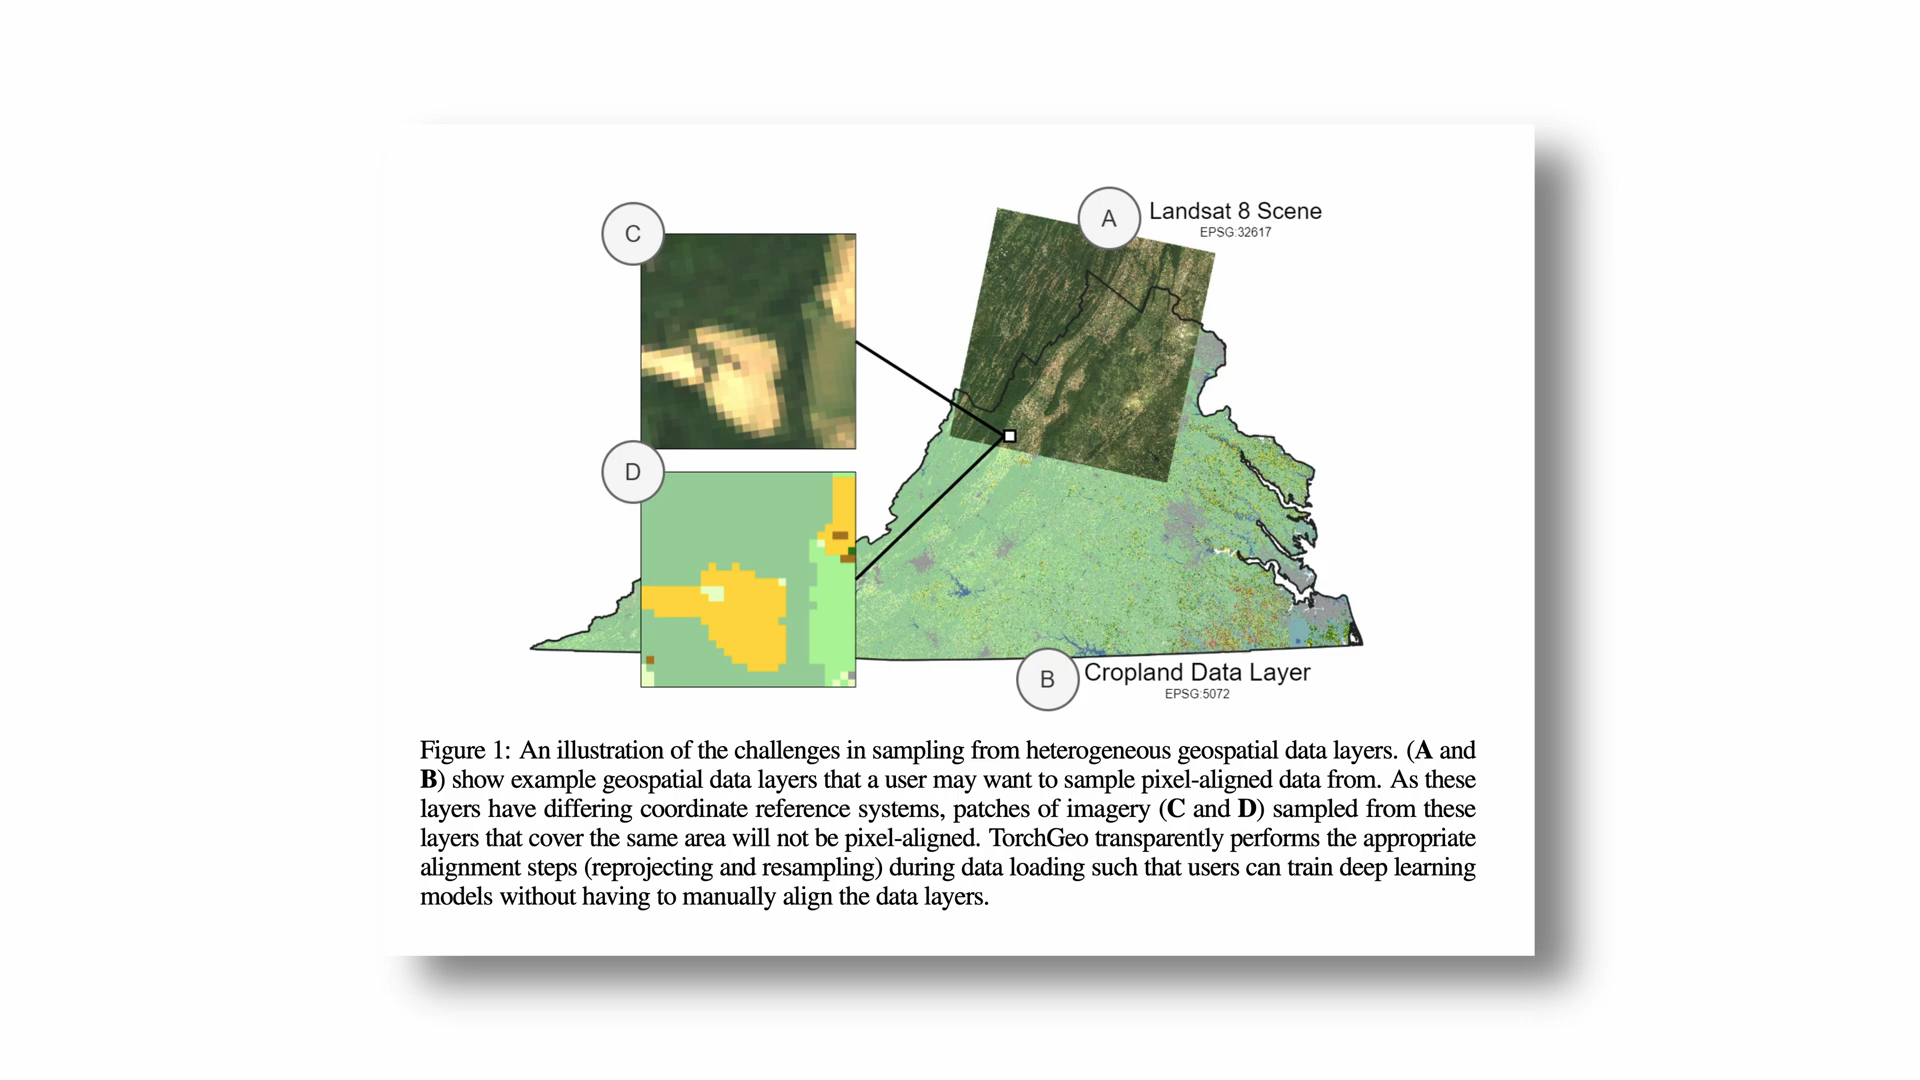 A
Landsat 8 Scene
EPSG:32617
C
D
B
Cropland Data Layer
EPSG:5072
Figure 1: An illustration of the challenges in sampling from heterogeneous geospatial data layers. (A and
B) show example geospatial data layers that a user may want to sample pixel-aligned data from. As these
layers have differing coordinate reference systems, patches of imagery (C and D) sampled from these
layers that cover the same area will not be pixel-aligned. TorchGeo transparently performs the appropriate
alignment steps (reprojecting and resampling) during data loading such that users can train deep learning
models without having to manually align the data layers.